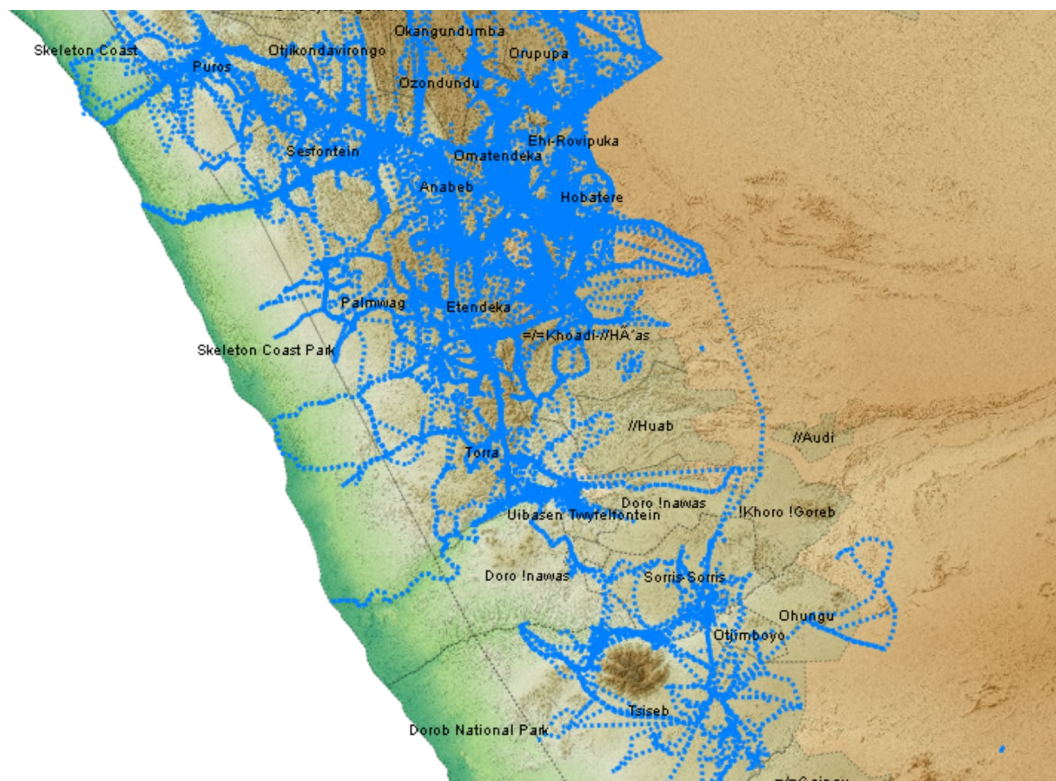 Okangundumba
Skeleton Coast
Otjikondavirongo
Orupupa
Puros
Ozondundu
Ehi-Rovipuka
Sesfontein
Omatendeka
Anabeb
Hobatere
Palmwag
Etendeka
=/=Khoadi-//HÃ´as
Skeleton Coast Park
//Huab
//Audi
Torra
Doro !nawas
Uibasen Twyfelfontein
!Khoro !Goreb
Doro !nawas
Sorris-Sorris
Ohungu
Otjimboyo
Tsiseb
Dorob National Park